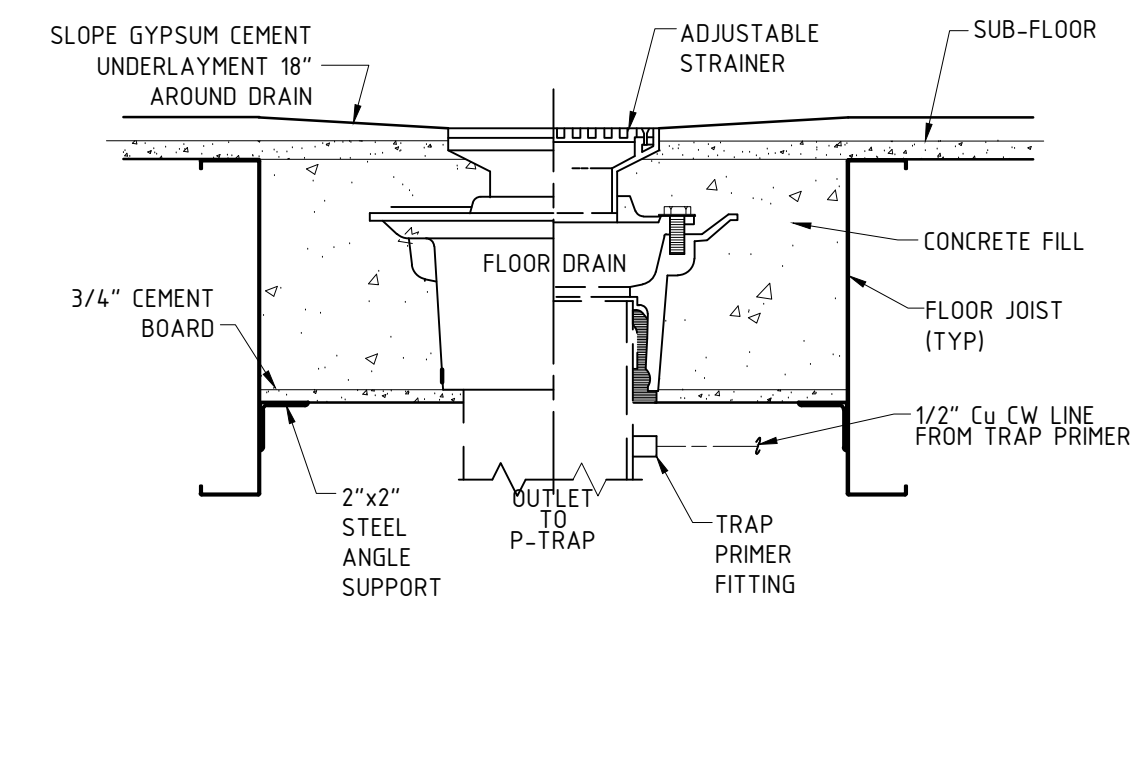 SLOPE GYPSUM CEMENT
UNDERLAYMENT 18"
AROUND DRAIN
ADJUSTABLE
STRAINER
SUB-FLOOR
CONCRETE FILL
FLOOR DRAIN
3/4" CEMENT
BOARD
FLOOR JOIST
(TYP)
1/2" Cu CW LINE
FROM TRAP PRIMER
2"x2"
STEEL
ANGLE
SUPPORT
OUTLET
TO
P-TRAP
TRAP
PRIMER
FITTING